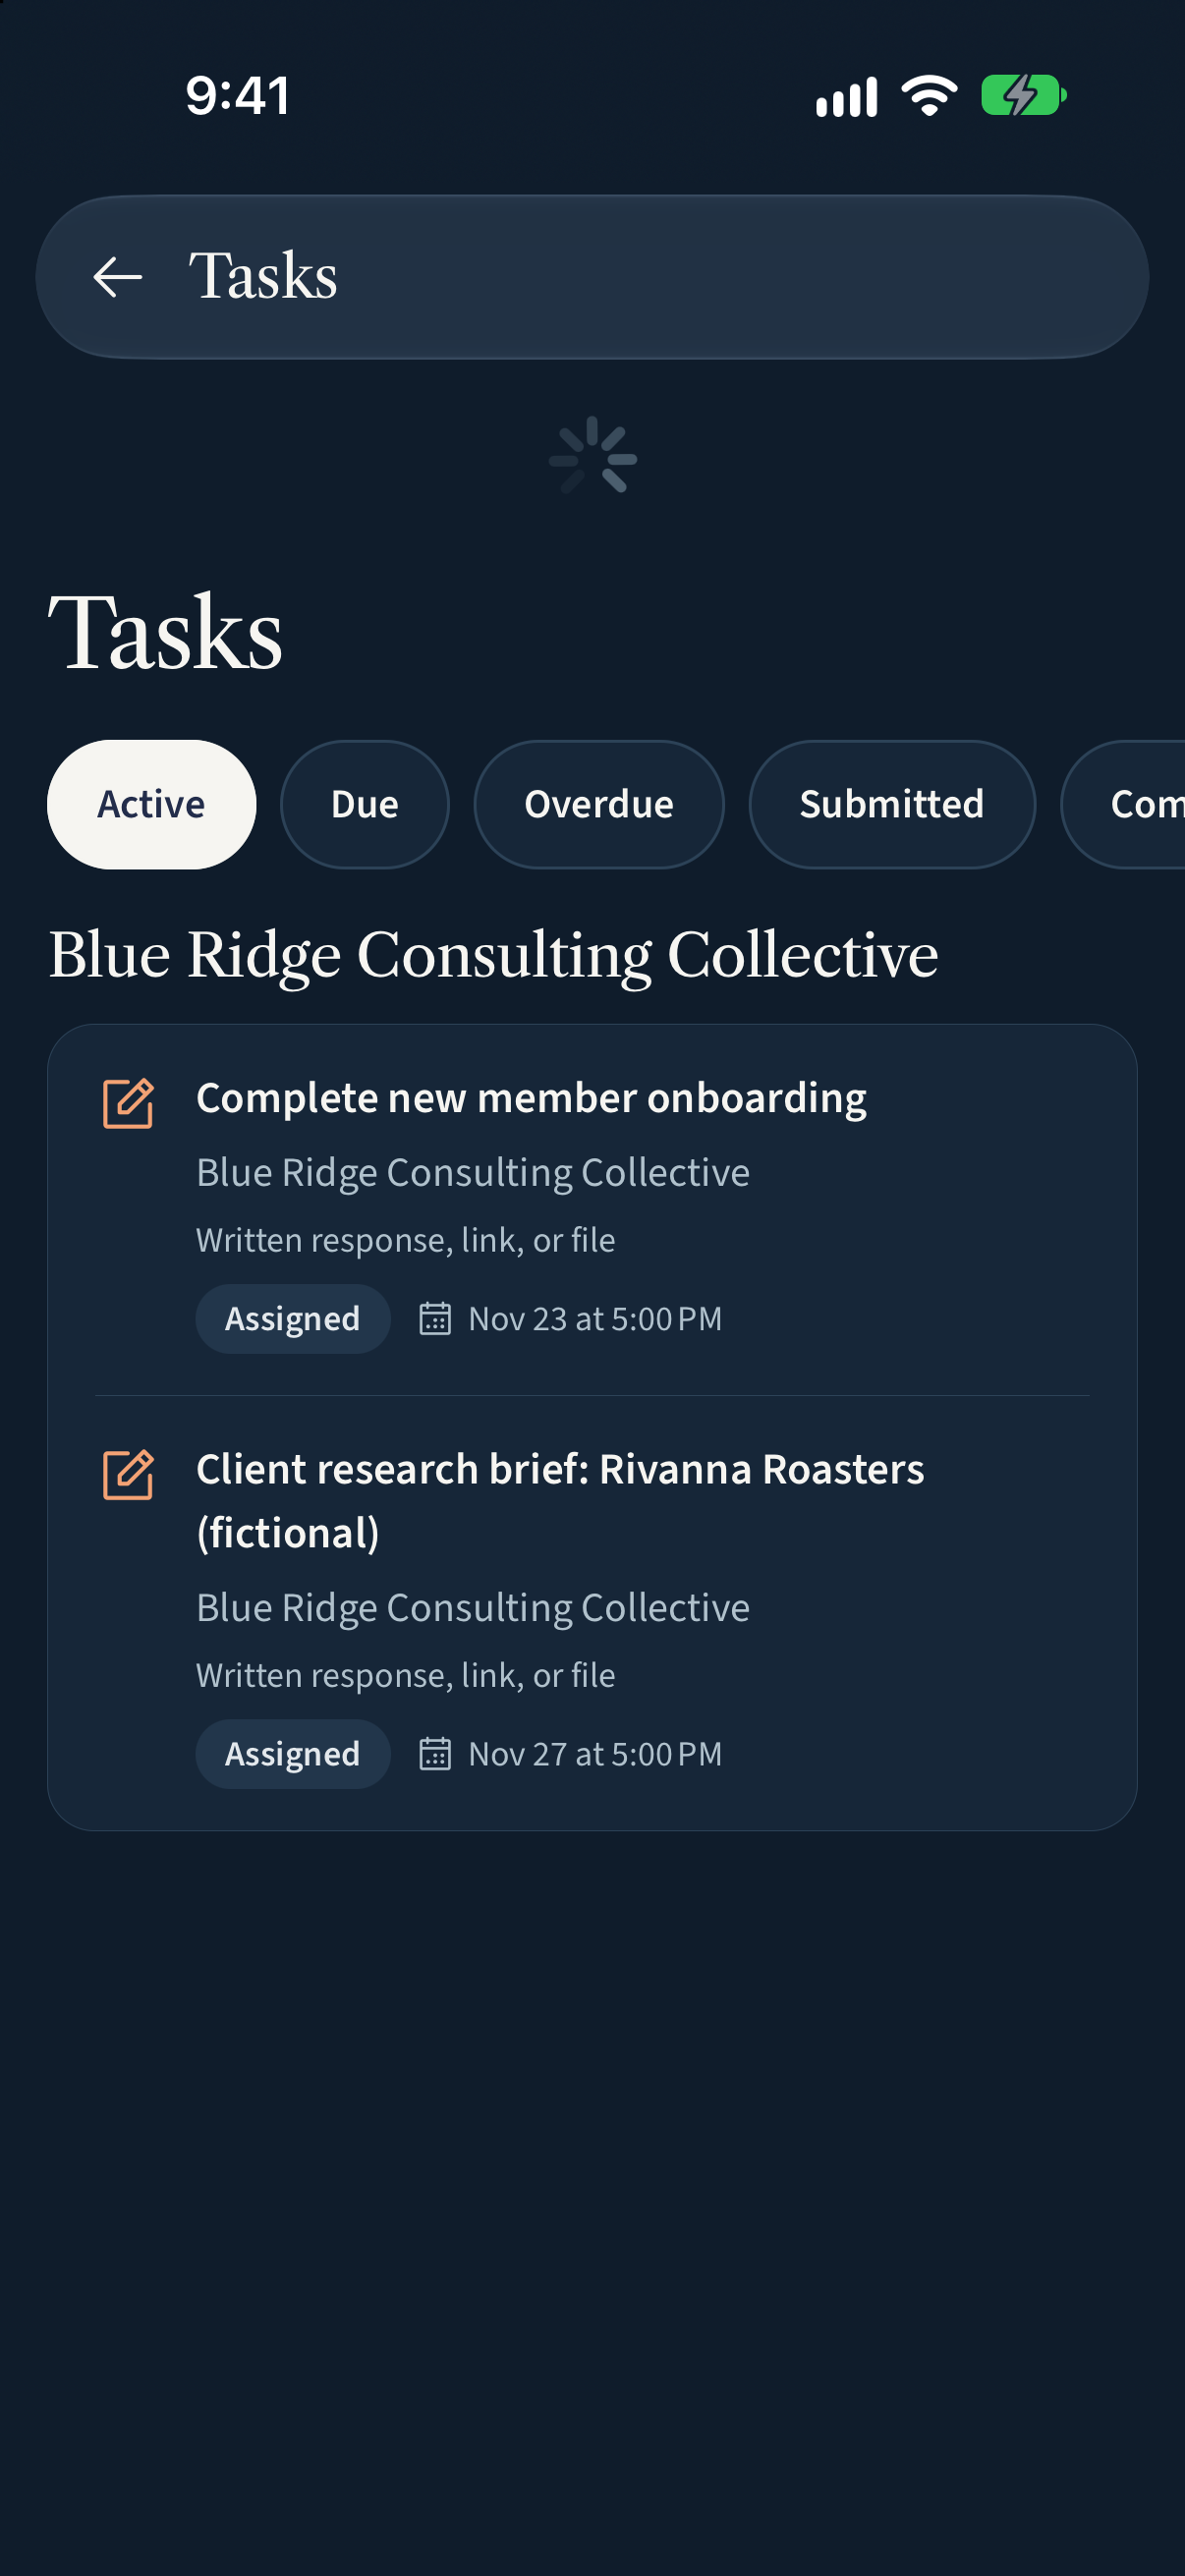 9:41
Tasks
Tasks
Active
Due
Overdue
Submitted
Com
Blue Ridge Consulting Collective
Complete new member onboarding
Blue Ridge Consulting Collective
Written response, link, or file
Assigned
Nov 23 at 5:00 PM
Client research brief: Rivanna Roasters
(fictional)
Blue Ridge Consulting Collective
Written response, link, or file
Assigned
Nov 27 at 5:00 PM